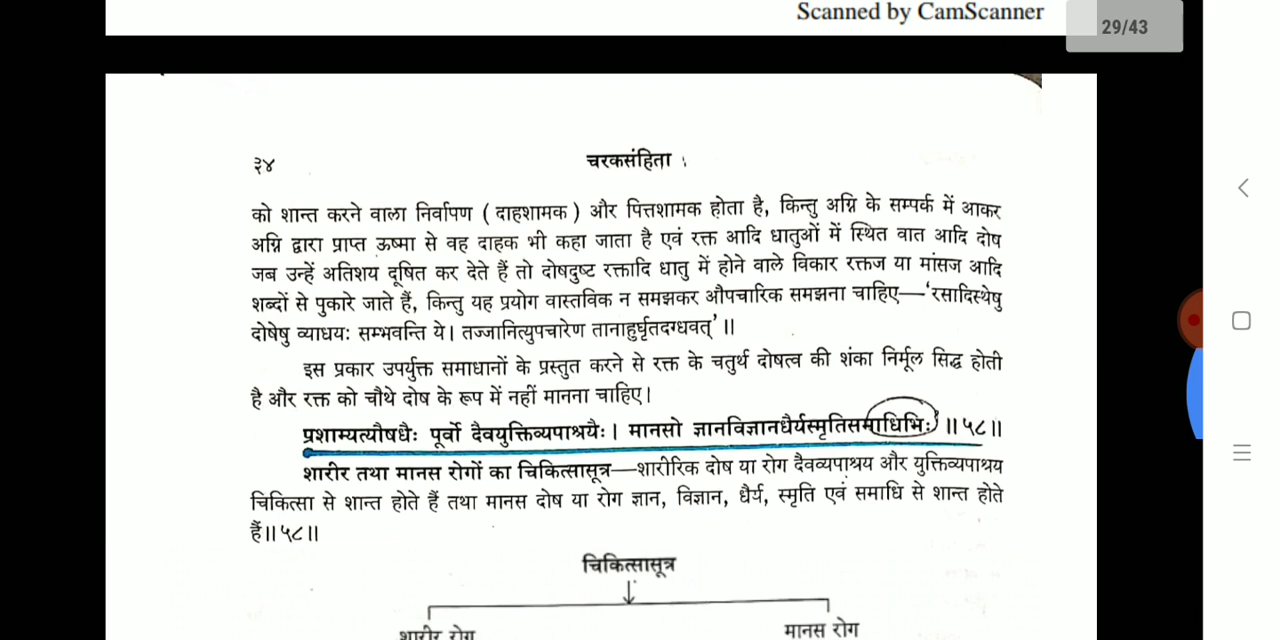 Scanned by CamScanner
29/43
३४
चरकसंहिता
को शान्त करने वाला निर्वापण ( दाहशामक ) और पित्तशामक होता है, किन्तु अग्नि के सम्पर्क में आकर
अग्नि द्वारा प्राप्त ऊष्मा से वह दाहक भी कहा जाता है एवं रक्त आदि धातुओं में स्थित वात आदि दोष
जब उन्हें अतिशय दूषित कर देते हैं तो दोषदुष्ट रक्तादि धातु में होने वाले विकार रक्तज या मांसज आदि
शब्दों से पुकारे जाते हैं, किन्तु यह प्रयोग वास्तविक न समझकर औपचारिक समझना चाहिए—‘रसादिस्थेषु
दोषेषु व्याधयः सम्भवन्ति ये। तज्जानित्युपचारेण तानाहुर्घृतदग्धवत्’॥
इस प्रकार उपर्युक्त समाधानों के प्रस्तुत करने से रक्त के चतुर्थ दोषत्व की शंका निर्मूल सिद्ध होती
है और रक्त को चौथे दोष के रूप में नहीं मानना चाहिए।
प्रशाम्यत्यौषधैः पूर्वो दैवयुक्तिव्यपाश्रयैः। मानसो ज्ञानविज्ञानधैर्यस्मृतिसमाधिभिः॥५८॥
शारीर तथा मानस रोगों का चिकित्सासूत्र—शारीरिक दोष या रोग दैवव्यपाश्रय और युक्तिव्यपाश्रय
चिकित्सा से शान्त होते हैं तथा मानस दोष या रोग ज्ञान, विज्ञान, धैर्य, स्मृति एवं समाधि से शान्त होते
हैं॥५८॥
चिकित्सासूत्र
शारीर रोग
मानस रोग